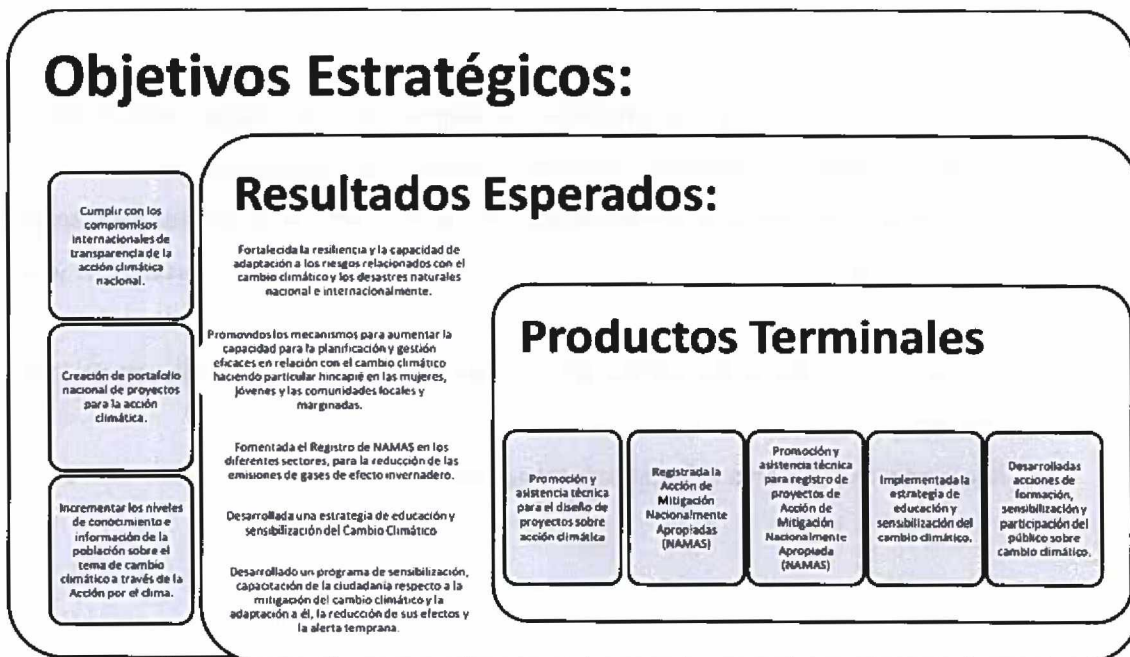 Objetivos Estratégicos:
Cumplir con los
compromisos
internacionales de
transparencia de la
acción climática
nacional.
Creación de portafolio
nacional de proyectos
para la acción
climática.
Incrementar los niveles
de conocimiento e
información de la
población sobre el
tema de cambio
climático a través de la
Acción por el clima.
Resultados Esperados:
Fortalecida la resiliencia y la capacidad de
adaptación a los riesgos relacionados con el
cambio climático y los desastres naturales
nacional e internacionalmente.
Promovidos los mecanismos para aumentar la
capacidad para la planificación y gestión
eficaces en relación con el cambio climático
haciendo particular hincapié en las mujeres,
jóvenes y las comunidades locales y
marginadas.
Fomentada el Registro de NAMAS en los
diferentes sectores, para la reducción de las
emisiones de gases de efecto invernadero.
Desarrollada una estrategia de educación y
sensibilización del Cambio Climático
Desarrollado un programa de sensibilización,
capacitación de la ciudadanía respecto a la
mitigación del cambio climático y la
adaptación a él, la reducción de sus efectos y
la alerta temprana.
Productos Terminales
Promoción y
asistencia técnica
para el diseño de
proyectos sobre
acción climática
Registrada la
Acción de
Mitigación
Nacionalmente
Apropiadas
(NAMAS)
Promoción y
asistencia técnica
para registro de
proyectos de
Acción de
Mitigación
Nacionalmente
Apropiada
(NAMAS)
Implementada la
estrategia de
educación y
sensibilización del
cambio climático.
Desarrolladas
acciones de
formación,
sensibilización y
participación del
público sobre
cambio climático.